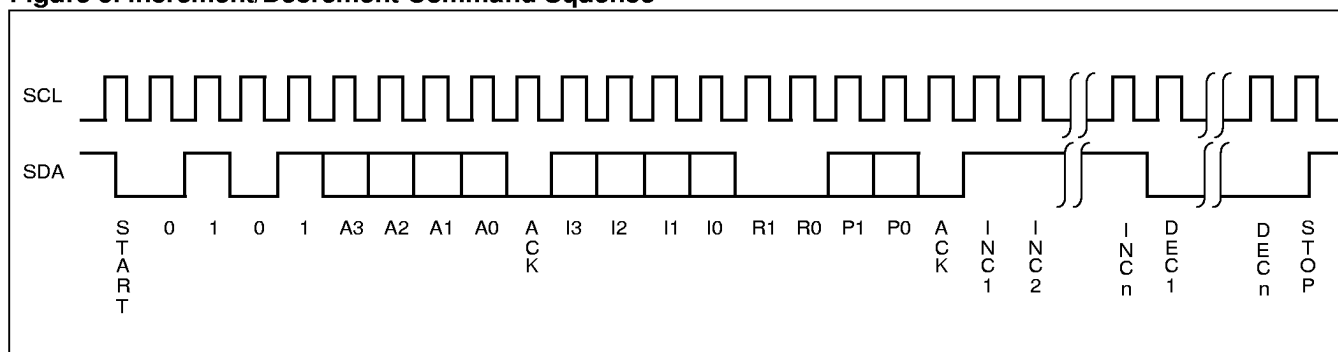 Figure 3. Increment/Decrement Command Squence
SCL
SDA
START 0 1 0 1 A3 A2 A1 A0 ACK I3 I2 I1 I0 R1 R0 P1 P0 ACK INC1 INC2 INCn DEC1 DECn STOP